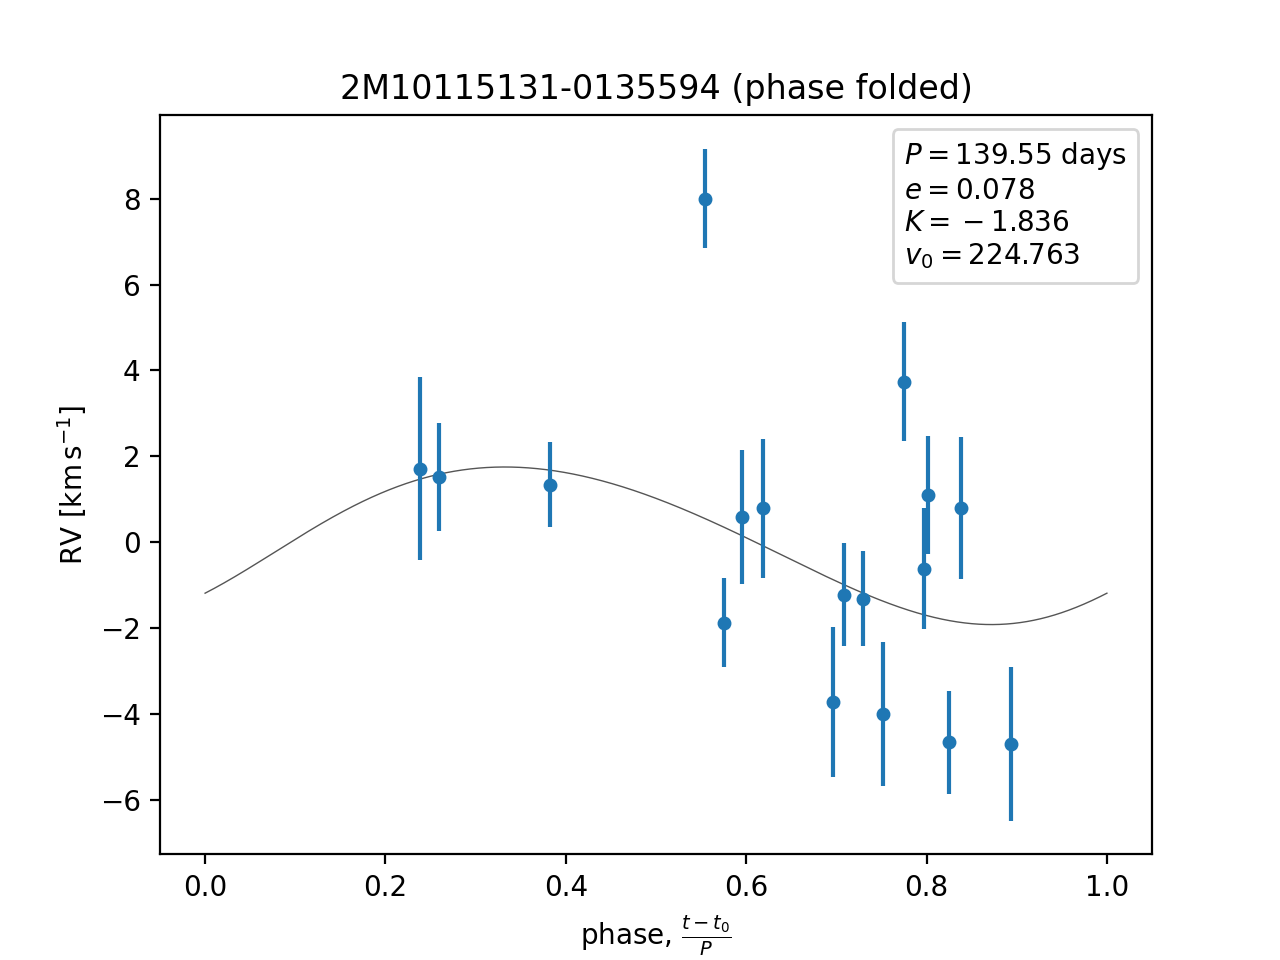 2M10115131-0135594 (phase folded)
P = 139.55 days
e = 0.078
K = −1.836
v₀ = 224.763
RV [km s⁻¹]
8
6
4
2
0
−2
−4
−6
0.0 0.2 0.4 0.6 0.8 1.0
phase, (t − t₀)/P